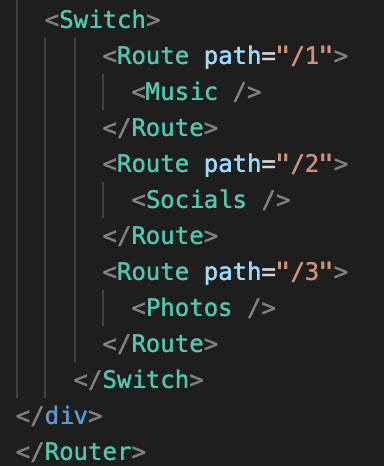 <Switch>
<Route path="/1">
<Music />
</Route>
<Route path="/2">
<Socials />
</Route>
<Route path="/3">
<Photos />
</Route>
</Switch>
</div>
</Router>